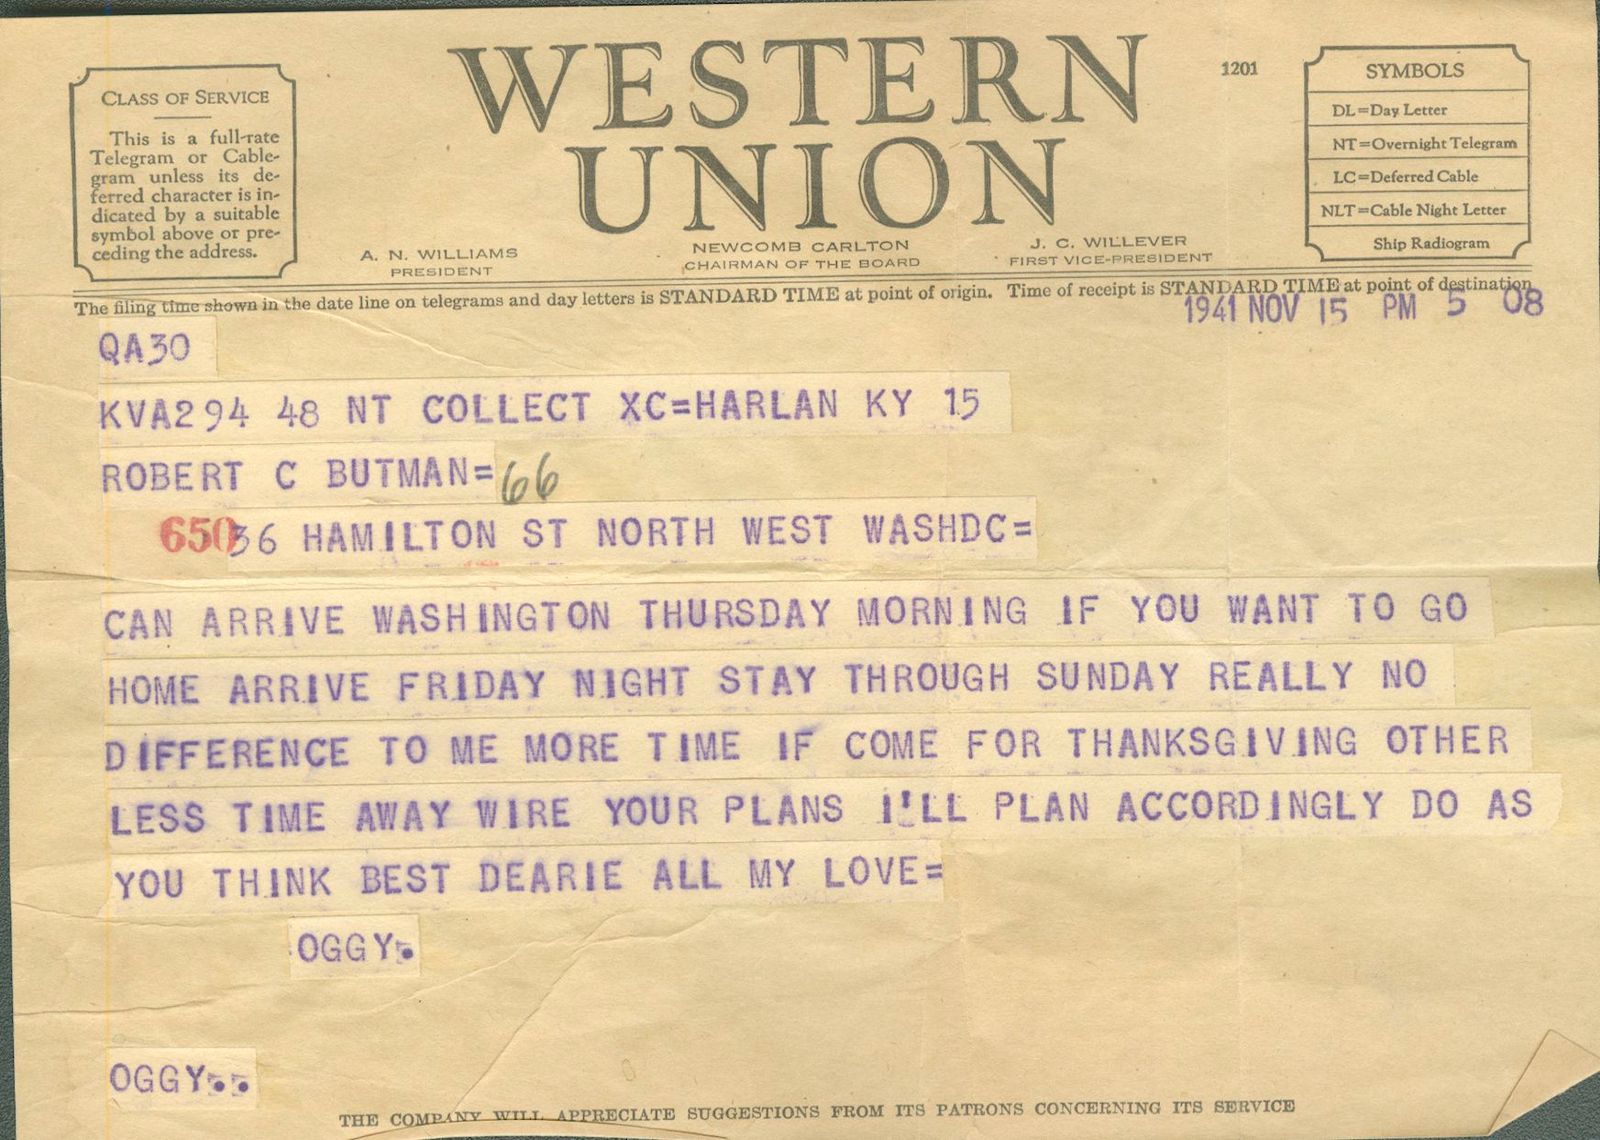 WESTERN
UNION
1201
CLASS OF SERVICE
This is a full-rate
Telegram or Cable-
gram unless its de-
ferred character is in-
dicated by a suitable
symbol above or pre-
ceding the address.
A. N. WILLIAMS
PRESIDENT
NEWCOMB CARLTON
CHAIRMAN OF THE BOARD
J. C. WILLEVER
FIRST VICE-PRESIDENT
SYMBOLS
DL=Day Letter
NT=Overnight Telegram
LC=Deferred Cable
NLT=Cable Night Letter
Ship Radiogram
The filing time shown in the date line on telegrams and day letters is STANDARD TIME at point of origin. Time of receipt is STANDARD TIME at point of destination
1941 NOV 15 PM 5 08
QA30
KVA294 48 NT COLLECT XC=HARLAN KY 15
ROBERT C BUTMAN=
66
650
36 HAMILTON ST NORTH WEST WASHDC=
CAN ARRIVE WASHINGTON THURSDAY MORNING IF YOU WANT TO GO
HOME ARRIVE FRIDAY NIGHT STAY THROUGH SUNDAY REALLY NO
DIFFERENCE TO ME MORE TIME IF COME FOR THANKSGIVING OTHER
LESS TIME AWAY WIRE YOUR PLANS I'LL PLAN ACCORDINGLY DO AS
YOU THINK BEST DEARIE ALL MY LOVE=
OGGY.
OGGY..
THE COMPANY WILL APPRECIATE SUGGESTIONS FROM ITS PATRONS CONCERNING ITS SERVICE